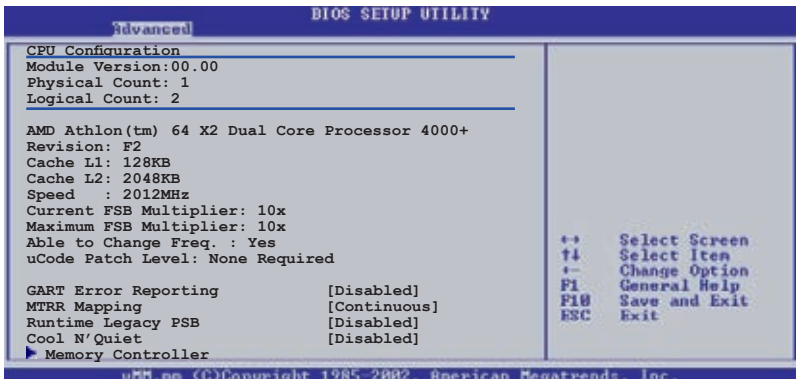 BIOS SETUP UTILITY
Advanced
CPU Configuration
Module Version:00.00
Physical Count: 1
Logical Count: 2
AMD Athlon(tm) 64 X2 Dual Core Processor 4000+
Revision: F2
Cache L1: 128KB
Cache L2: 2048KB
Speed : 2012MHz
Current FSB Multiplier: 10x
Maximum FSB Multiplier: 10x
Able to Change Freq. : Yes
uCode Patch Level: None Required
GART Error Reporting [Disabled]
MTRR Mapping [Continuous]
Runtime Legacy PSB [Disabled]
Cool N'Quiet [Disabled]
Memory Controller
↔ Select Screen
↑↓ Select Item
←─ Change Option
F1 General Help
F10 Save and Exit
ESC Exit
(C)Copyright 1985-2002, American Megatrends, Inc.